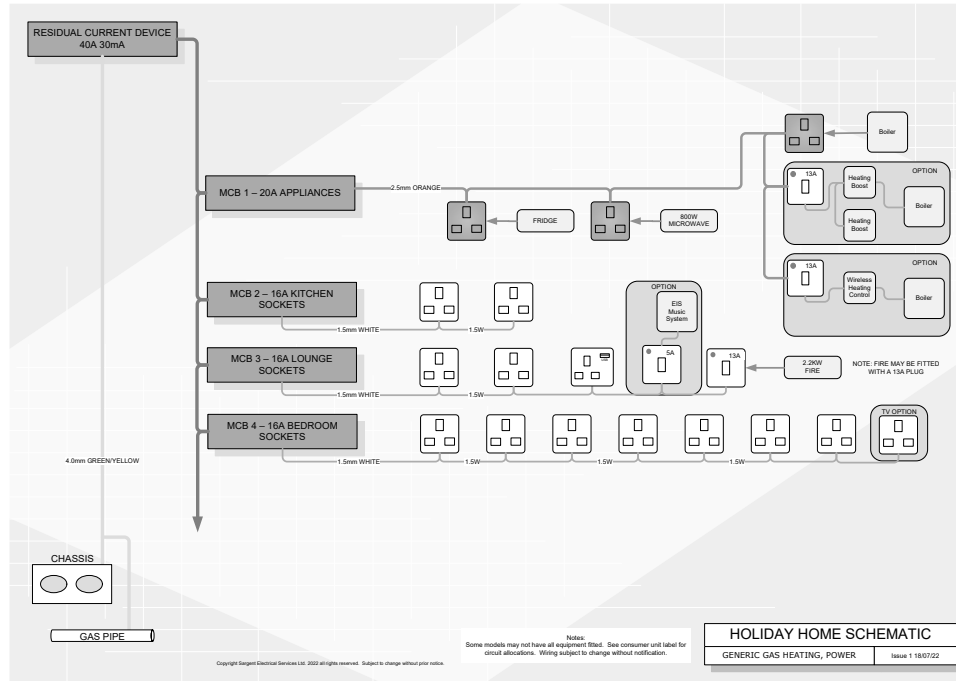 RESIDUAL CURRENT DEVICE
40A 30mA
Boiler
MCB 1 – 20A APPLIANCES
2.5mm ORANGE
FRIDGE
800W
MICROWAVE
OPTION
13A
Heating
Boost
Heating
Boost
Boiler
OPTION
13A
Wireless
Heating
Control
Boiler
MCB 2 – 16A KITCHEN
SOCKETS
1.5mm WHITE
1.5W
OPTION
EIS
Music
System
MCB 3 – 16A LOUNGE
SOCKETS
1.5mm WHITE
1.5W
5A
13A
2.2KW
FIRE
NOTE: FIRE MAY BE FITTED
WITH A 13A PLUG
MCB 4 – 16A BEDROOM
SOCKETS
1.5mm WHITE
1.5W
1.5W
1.5W
TV OPTION
4.0mm GREEN/YELLOW
CHASSIS
GAS PIPE
Copyright Sargent Electrical Services Ltd. 2022 all rights reserved. Subject to change without prior notice.
Notes:
Some models may not have all equipment fitted. See consumer unit label for
circuit allocations. Wiring subject to change without notification.
HOLIDAY HOME SCHEMATIC
GENERIC GAS HEATING, POWER
Issue 1 18/07/22